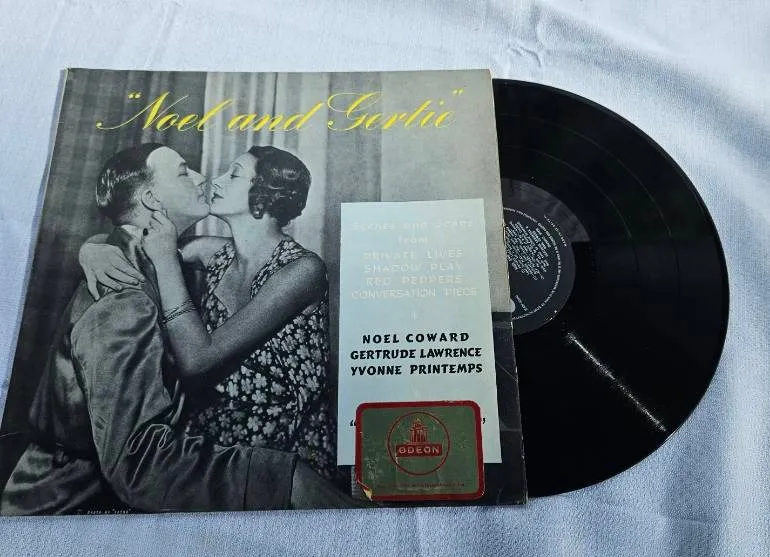 "Noel and Gertie"
Scenes and songs
from
PRIVATE LIVES
SHADOW PLAY
RED PEPPERS
CONVERSATION PIECE
NOEL COWARD
GERTRUDE LAWRENCE
YVONNE PRINTEMPS
ODEON